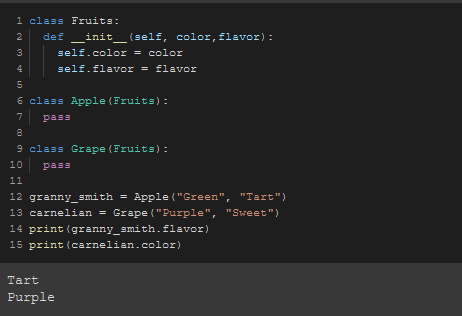 1 class Fruits:
2   def __init__(self, color,flavor):
3     self.color = color
4     self.flavor = flavor
5
6 class Apple(Fruits):
7   pass
8
9 class Grape(Fruits):
10   pass
11
12 granny_smith = Apple("Green", "Tart")
13 carnelian = Grape("Purple", "Sweet")
14 print(granny_smith.flavor)
15 print(carnelian.color)
Tart
Purple